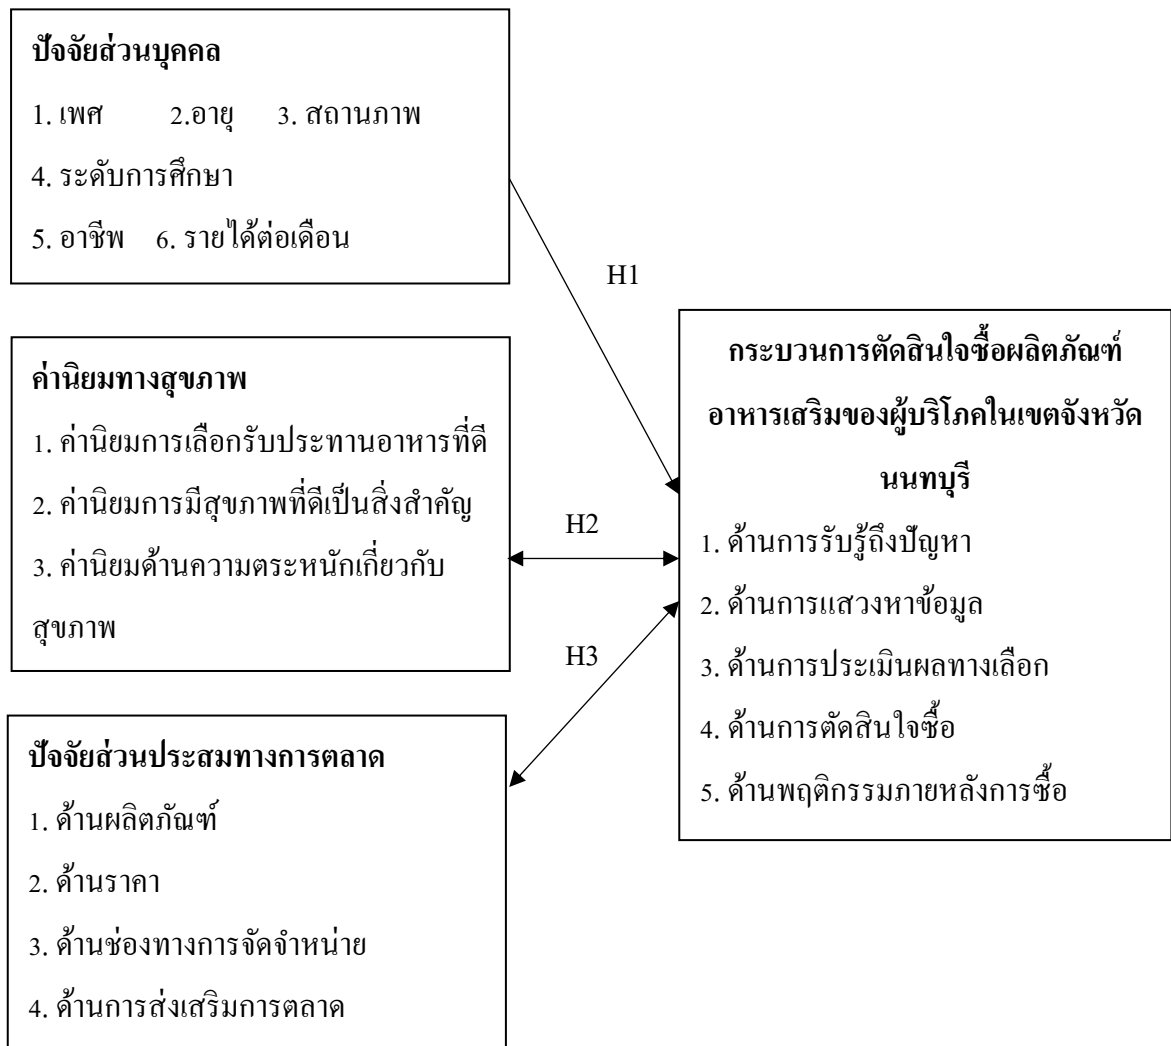 ปัจจัยส่วนบุคคล
1. เพศ 2.อายุ 3. สถานภาพ
4. ระดับการศึกษา
5. อาชีพ 6. รายได้ต่อเดือน
H1
ค่านิยมทางสุขภาพ
1. ค่านิยมการเลือกรับประทานอาหารที่ดี
2. ค่านิยมการมีสุขภาพที่ดีเป็นสิ่งสำคัญ
3. ค่านิยมด้านความตระหนักเกี่ยวกับ
สุขภาพ
H2
H3
ปัจจัยส่วนประสมทางการตลาด
1. ด้านผลิตภัณฑ์
2. ด้านราคา
3. ด้านช่องทางการจัดจำหน่าย
4. ด้านการส่งเสริมการตลาด
กระบวนการตัดสินใจซื้อผลิตภัณฑ์
อาหารเสริมของผู้บริโภคในเขตจังหวัด
นนทบุรี
1. ด้านการรับรู้ถึงปัญหา
2. ด้านการแสวงหาข้อมูล
3. ด้านการประเมินผลทางเลือก
4. ด้านการตัดสินใจซื้อ
5. ด้านพฤติกรรมภายหลังการซื้อ